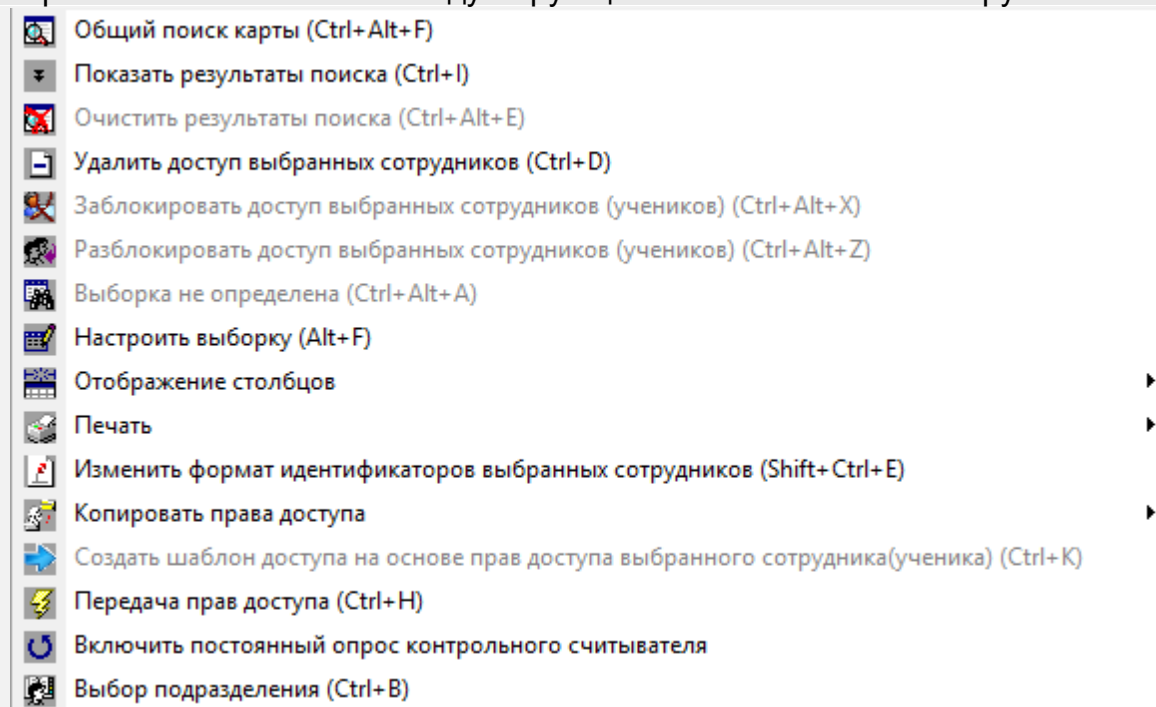 Общий поиск карты (Ctrl+Alt+F)
Показать результаты поиска (Ctrl+I)
Очистить результаты поиска (Ctrl+Alt+E)
Удалить доступ выбранных сотрудников (Ctrl+D)
Заблокировать доступ выбранных сотрудников (учеников) (Ctrl+Alt+X)
Разблокировать доступ выбранных сотрудников (учеников) (Ctrl+Alt+Z)
Выборка не определена (Ctrl+Alt+A)
Настроить выборку (Alt+F)
Отображение столбцов
Печать
Изменить формат идентификаторов выбранных сотрудников (Shift+Ctrl+E)
Копировать права доступа
Создать шаблон доступа на основе прав доступа выбранного сотрудника(ученика) (Ctrl+K)
Передача прав доступа (Ctrl+H)
Включить постоянный опрос контрольного считывателя
Выбор подразделения (Ctrl+B)